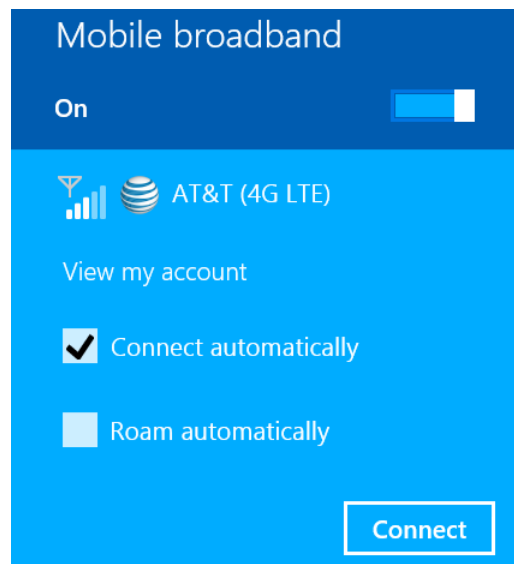 Mobile broadband
On
AT&T (4G LTE)
View my account
Connect automatically
Roam automatically
Connect